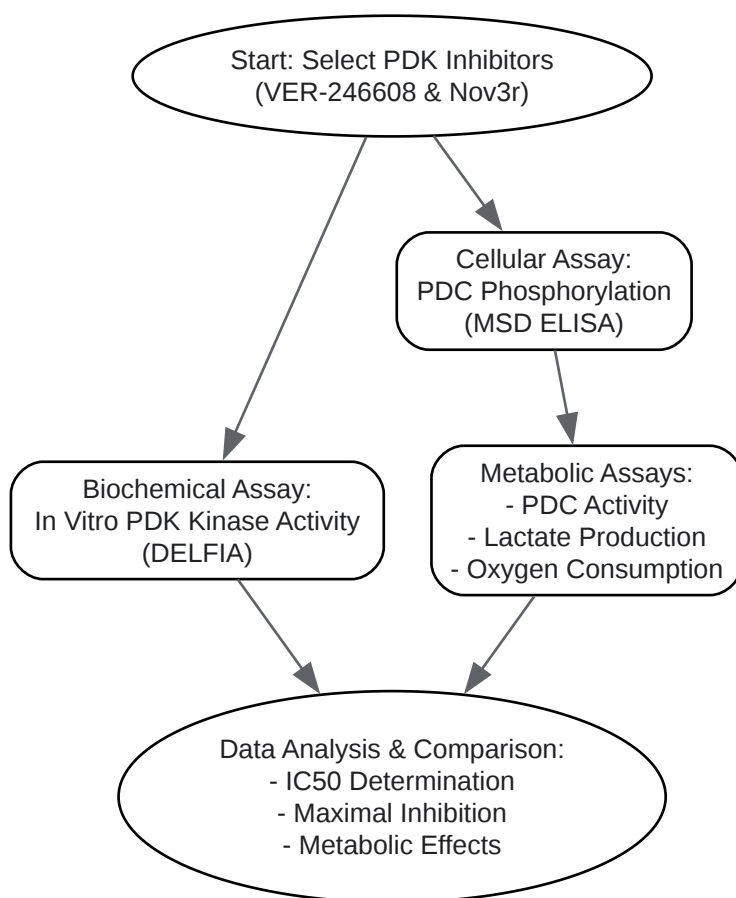 Start: Select PDK Inhibitors
(VER-246608 & Nov3r)
Cellular Assay:
PDC Phosphorylation
(MSD ELISA)
Biochemical Assay:
In Vitro PDK Kinase Activity
(DELFIA)
Metabolic Assays:
- PDC Activity
- Lactate Production
- Oxygen Consumption
Data Analysis & Comparison:
- IC50 Determination
- Maximal Inhibition
- Metabolic Effects